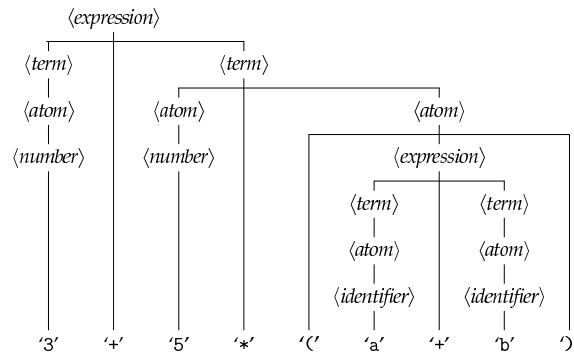 ⟨expression⟩
⟨term⟩ ⟨term⟩
⟨atom⟩ ⟨atom⟩ ⟨atom⟩
⟨number⟩ ⟨number⟩ ⟨expression⟩
⟨term⟩ ⟨term⟩
⟨atom⟩ ⟨atom⟩
⟨identifier⟩ ⟨identifier⟩
‘3’ ‘+’ ‘5’ ‘*’ ‘(’ ‘a’ ‘+’ ‘b’ ‘)